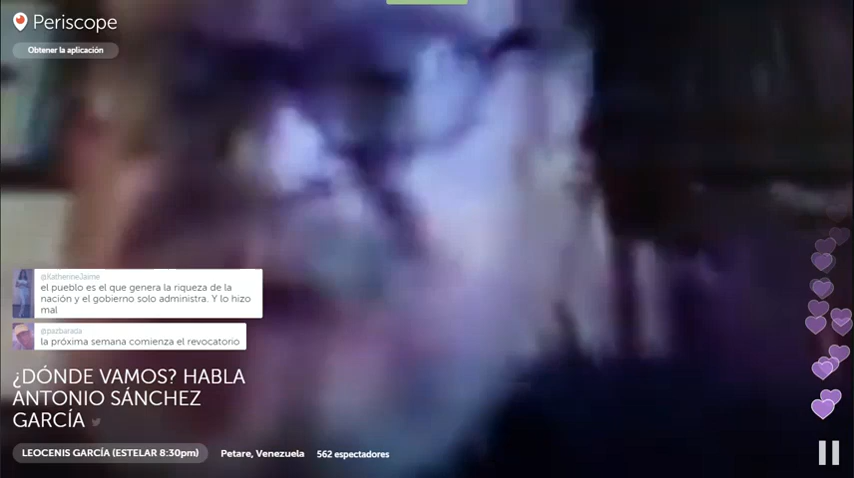 Periscope
Obtener la aplicación
@KatherineJaime
el pueblo es el que genera la riqueza de la
nación y el gobierno solo administra. Y lo hizo
mal
@pazbarada
la próxima semana comienza el revocatorio
¿DÓNDE VAMOS? HABLA
ANTONIO SÁNCHEZ
GARCÍA
LEOCENIS GARCÍA (ESTELAR 8:30pm) Petare, Venezuela 562 espectadores